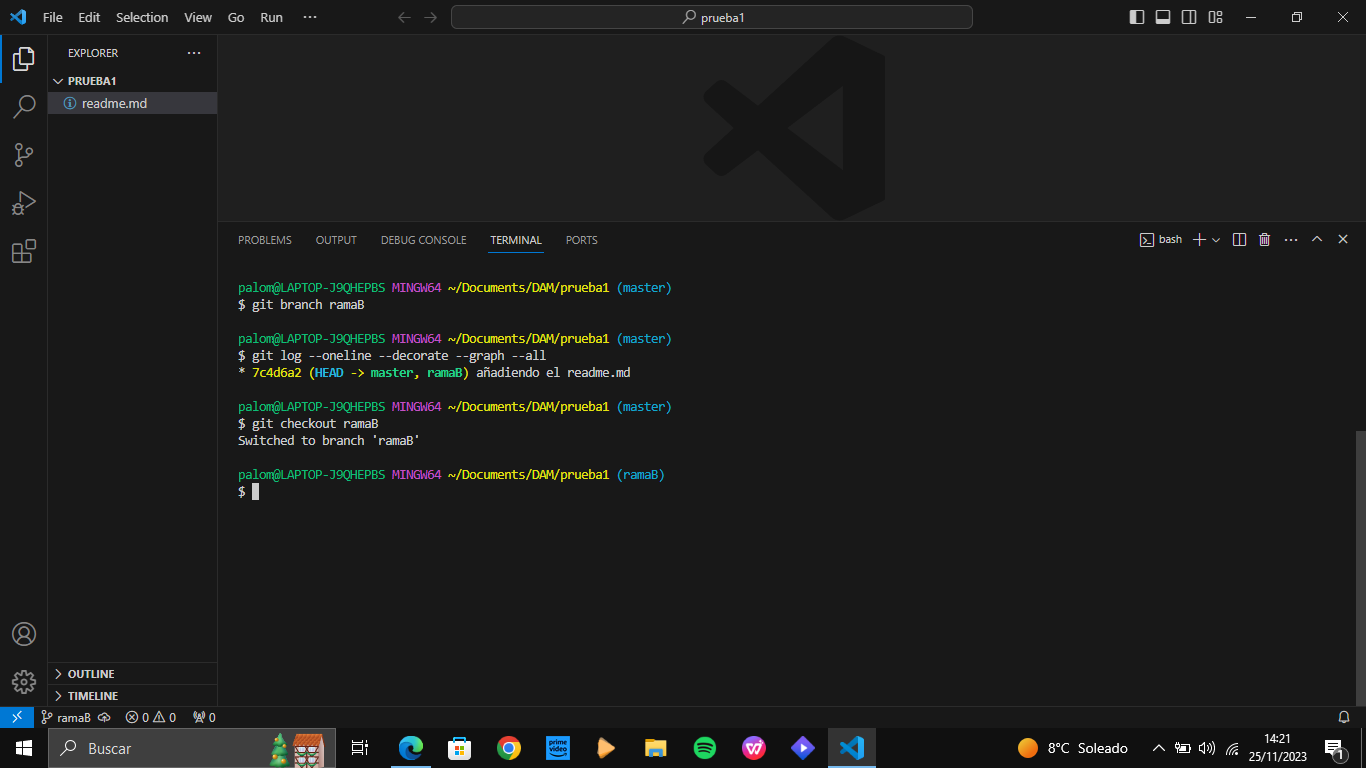 File Edit Selection View Go Run ···
prueba1
EXPLORER ···
PRUEBA1
readme.md
PROBLEMS OUTPUT DEBUG CONSOLE TERMINAL PORTS
bash
palom@LAPTOP-J9QHEPBS MINGW64 ~/Documents/DAM/prueba1 (master)
$ git branch ramaB
palom@LAPTOP-J9QHEPBS MINGW64 ~/Documents/DAM/prueba1 (master)
$ git log --oneline --decorate --graph --all
* 7c4d6a2 (HEAD -> master, ramaB) añadiendo el readme.md
palom@LAPTOP-J9QHEPBS MINGW64 ~/Documents/DAM/prueba1 (master)
$ git checkout ramaB
Switched to branch 'ramaB'
palom@LAPTOP-J9QHEPBS MINGW64 ~/Documents/DAM/prueba1 (ramaB)
$
OUTLINE
TIMELINE
ramaB 0 0 0
Buscar
prime video
8°C Soleado
14:21
25/11/2023
1